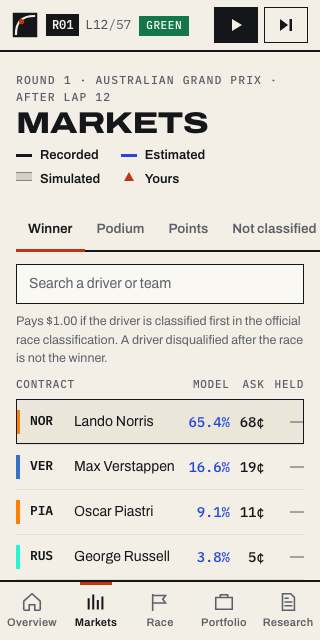 R01 L12/57 GREEN
ROUND 1 · AUSTRALIAN GRAND PRIX ·
AFTER LAP 12
MARKETS
Recorded Estimated
Simulated Yours
Winner Podium Points Not classified
Search a driver or team
Pays $1.00 if the driver is classified first in the official
race classification. A driver disqualified after the race
is not the winner.
CONTRACT MODEL ASK HELD
NOR Lando Norris 65.4% 68¢ —
VER Max Verstappen 16.6% 19¢ —
PIA Oscar Piastri 9.1% 11¢ —
RUS George Russell 3.8% 5¢ —
Overview Markets Race Portfolio Research